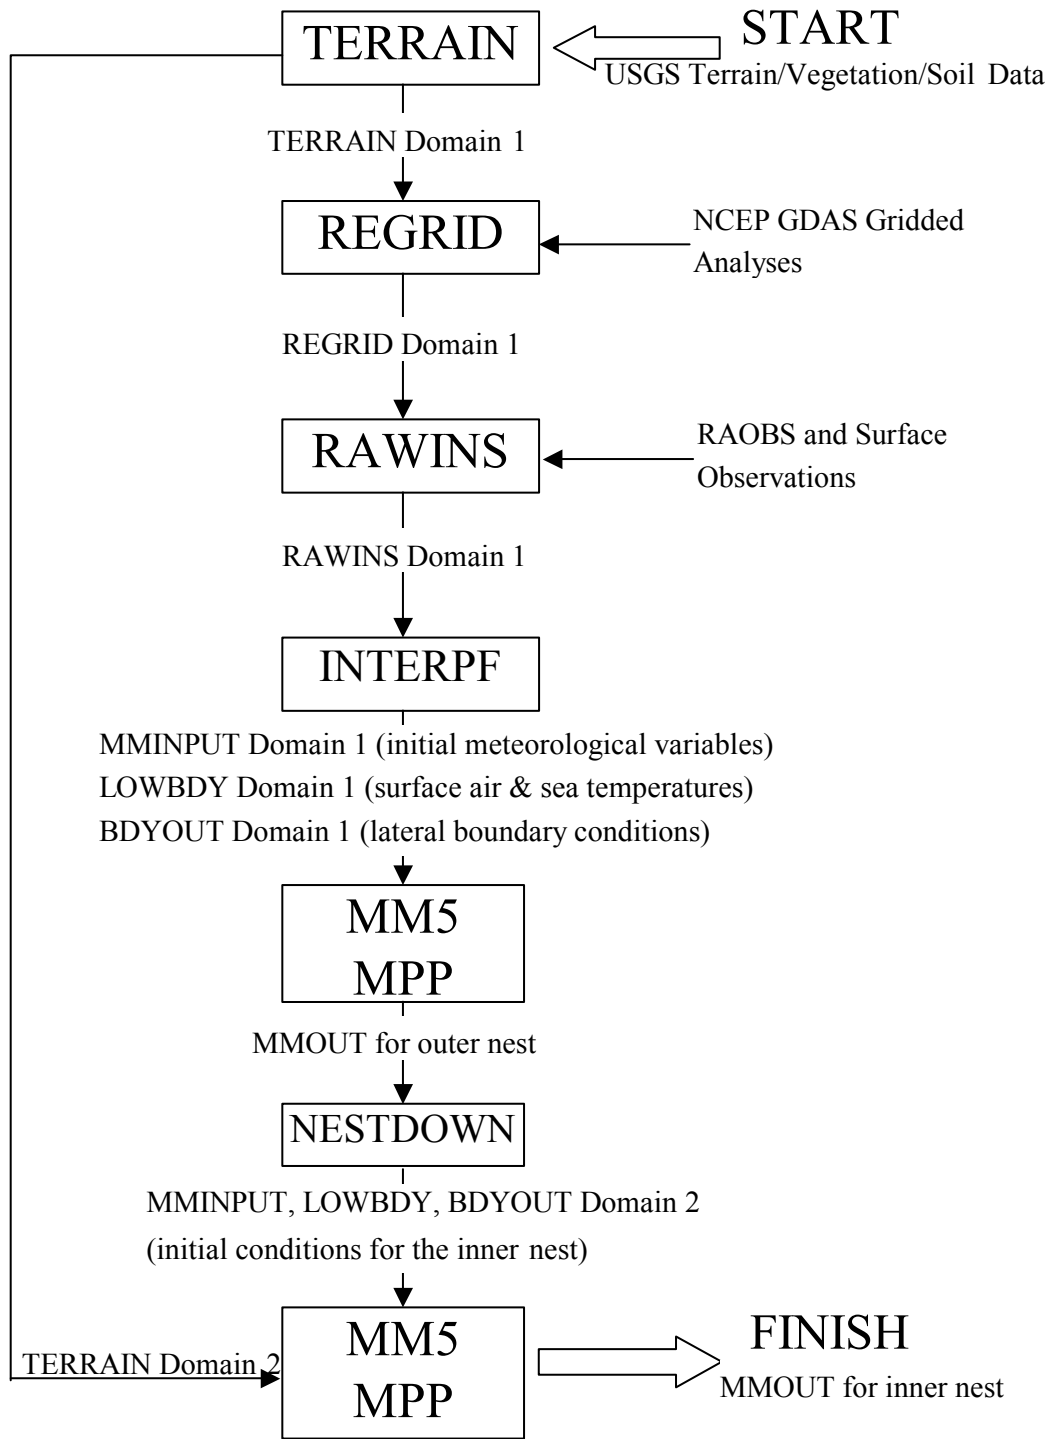 TERRAIN
START
USGS Terrain/Vegetation/Soil Data
TERRAIN Domain 1
REGRID
NCEP GDAS Gridded
Analyses
REGRID Domain 1
RAWINS
RAOBS and Surface
Observations
RAWINS Domain 1
INTERPF
MMINPUT Domain 1 (initial meteorological variables)
LOWBDY Domain 1 (surface air & sea temperatures)
BDYOUT Domain 1 (lateral boundary conditions)
MM5
MPP
MMOUT for outer nest
NESTDOWN
MMINPUT, LOWBDY, BDYOUT Domain 2
(initial conditions for the inner nest)
TERRAIN Domain 2
MM5
MPP
FINISH
MMOUT for inner nest